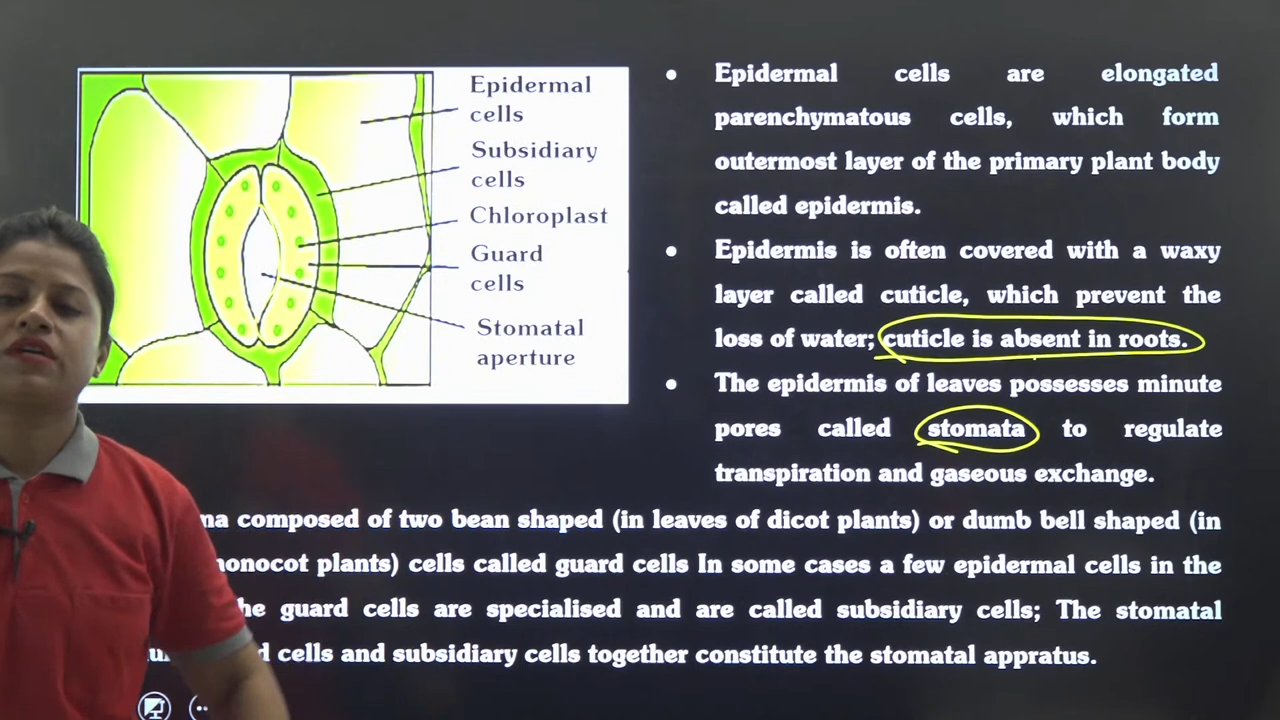 Epidermal
cells
Subsidiary
cells
Chloroplast
Guard
cells
Stomatal
aperture
• Epidermal cells are elongated
parenchymatous cells, which form
outermost layer of the primary plant body
called epidermis.
• Epidermis is often covered with a waxy
layer called cuticle, which prevent the
loss of water; cuticle is absent in roots.
• The epidermis of leaves possesses minute
pores called stomata to regulate
transpiration and gaseous exchange.
composed of two bean shaped (in leaves of dicot plants) or dumb bell shaped (in
plants) cells called guard cells In some cases a few epidermal cells in the
guard cells are specialised and are called subsidiary cells; The stomatal
cells and subsidiary cells together constitute the stomatal appratus.